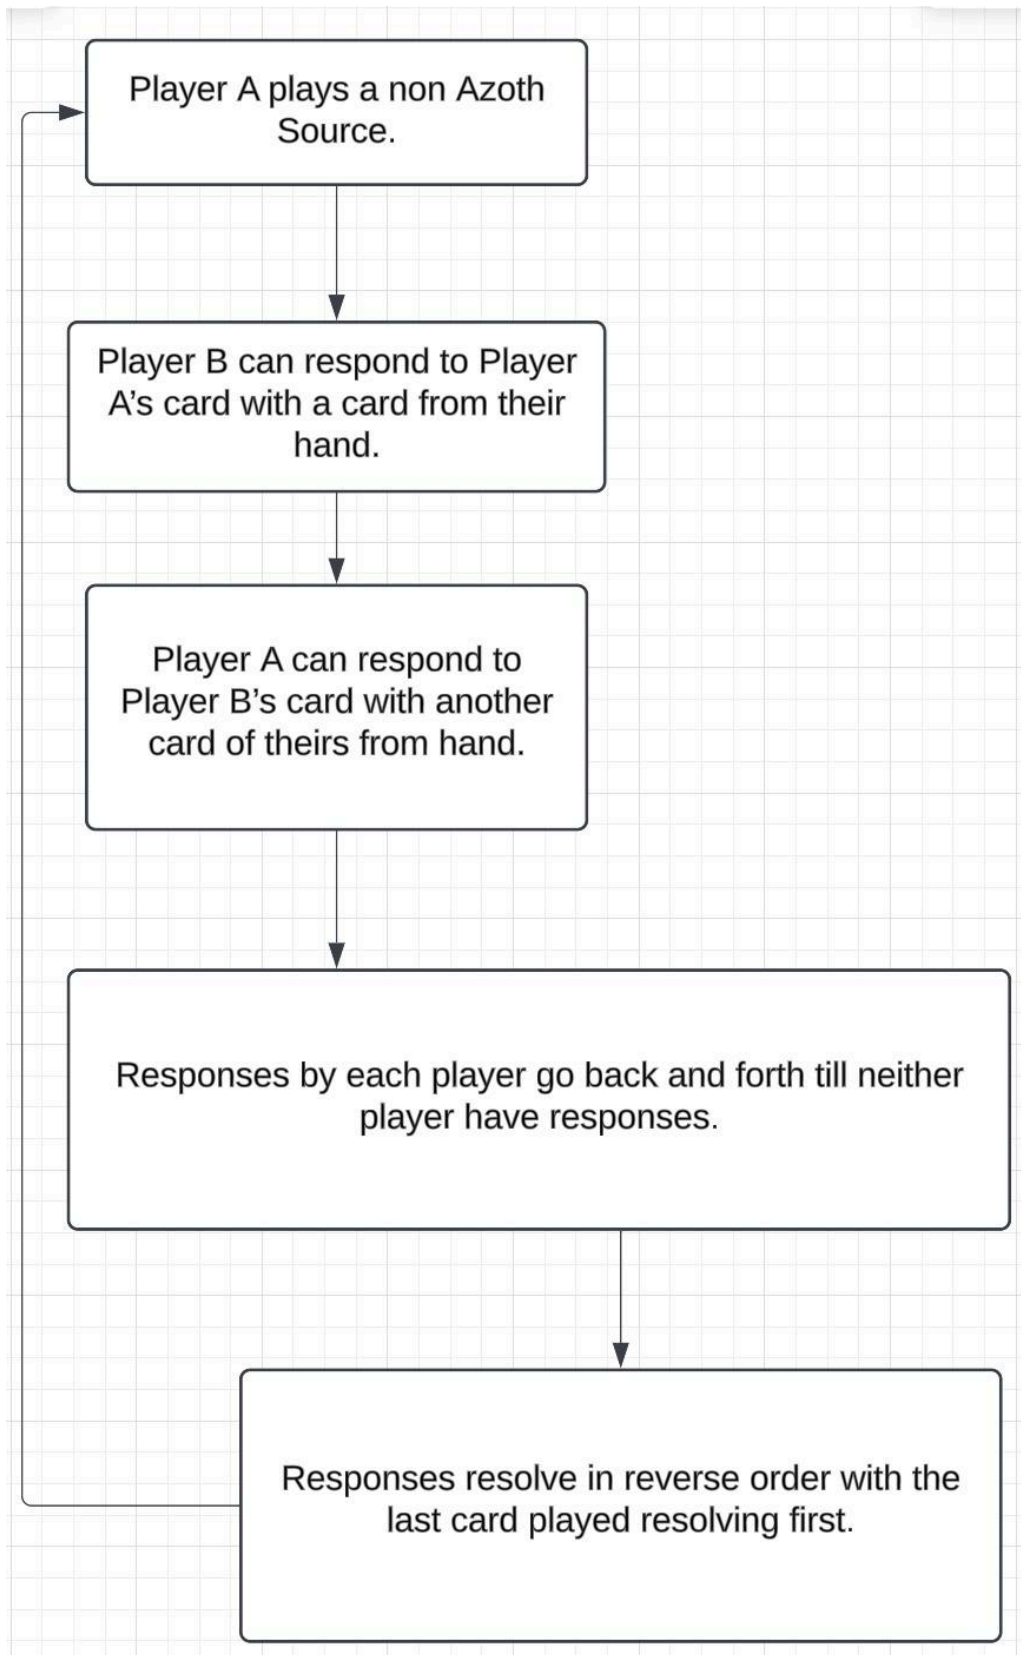 Player A plays a non Azoth
Source.
Player B can respond to Player
A’s card with a card from their
hand.
Player A can respond to
Player B’s card with another
card of theirs from hand.
Responses by each player go back and forth till neither
player have responses.
Responses resolve in reverse order with the
last card played resolving first.